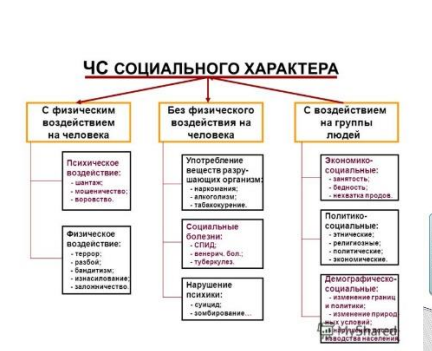 ЧС СОЦИАЛЬНОГО ХАРАКТЕРА
С физическим
воздействием
на человека
Психическое
воздействие:
- шантаж;
- мошеничество;
- воровство.
Физическое
воздействие:
- террор;
- разбой;
- бандитизм;
- изнасилование;
- заложничество.
Без физического
воздействия на
человека
Употребление
веществ разру-
шающих организм:
- наркомания;
- алкоголизм;
- табакокурение.
Социальные
болезни:
- СПИД;
- венерич. бол.;
- туберкулез.
Нарушение
психики:
- суицид;
- зомбирование...
С воздействием
на группы
людей
Экономико-
социальные:
- занятость;
- бедность;
- нехватка продов.
Политико-
социальные:
- этнические;
- религиозные;
- политические;
- экономические.
Демографическо-
социальные:
- изменение границ
и политики;
- изменение природ
ных условий;
населения
MyShared